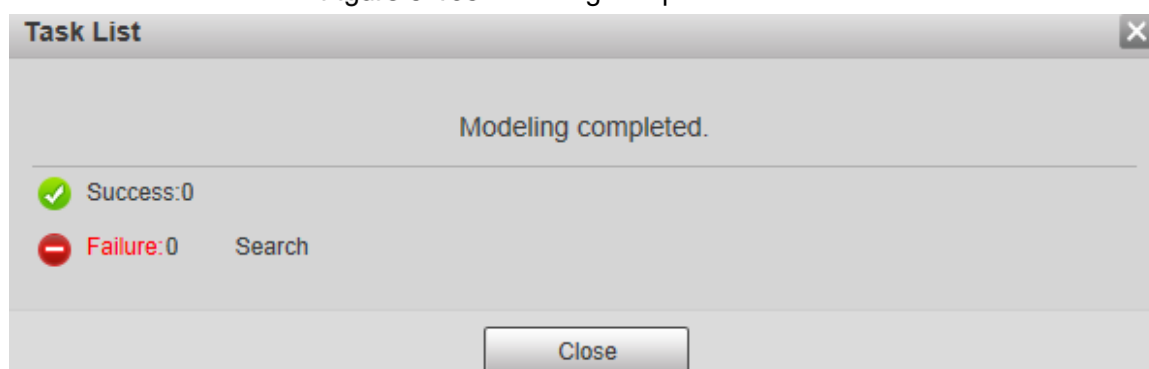 Task List
Modeling completed.
Success:0
Failure:0 Search
Close